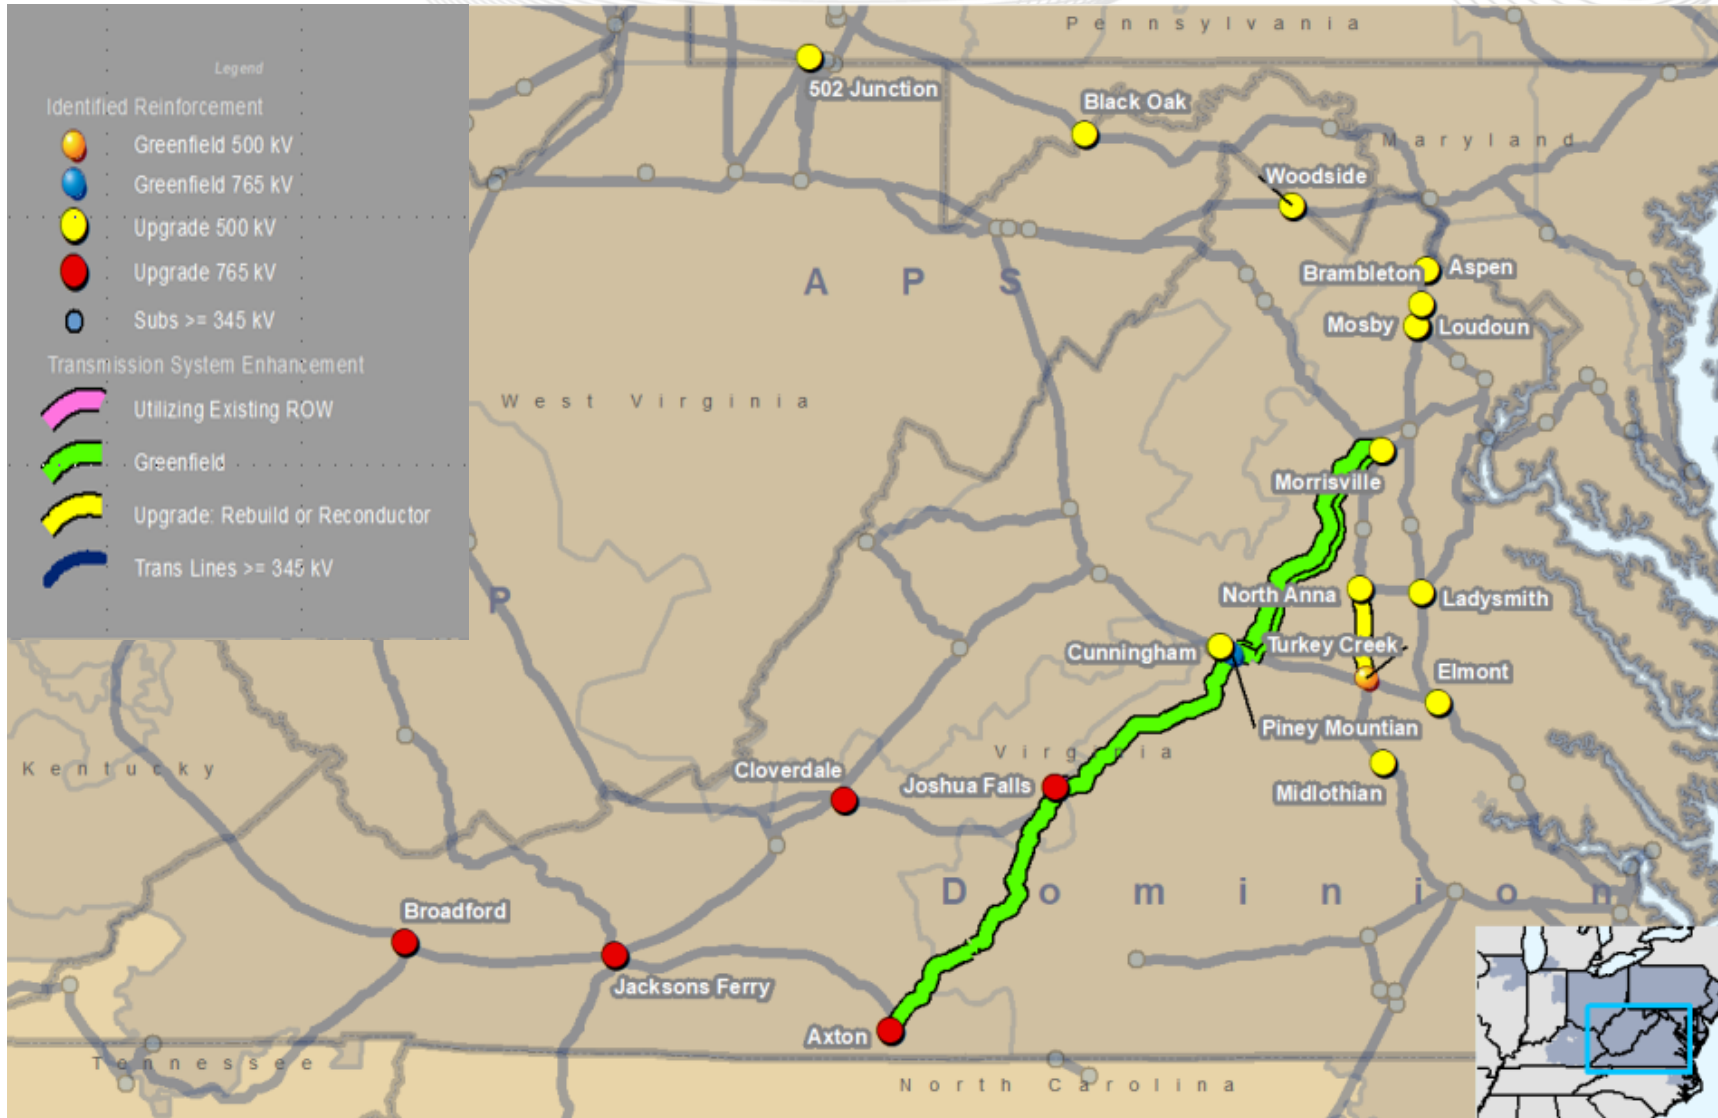 Legend
Identified Reinforcement
Greenfield 500 kV
Greenfield 765 kV
Upgrade 500 kV
Upgrade 765 kV
Subs >= 345 kV
Transmission System Enhancement
Utilizing Existing ROW
Greenfield
Upgrade: Rebuild or Reconductor
Trans Lines >= 345 kV
Pennsylvania
502 Junction
Black Oak
Maryland
Woodside
APS
Brambleton
Aspen
Mosby
Loudoun
West Virginia
Morrisville
P
North Anna
Ladysmith
Cunningham
Turkey Creek
Elmont
Piney Mountian
Virginia
Kentucky
Cloverdale
Joshua Falls
Midlothian
Dominion
Broadford
Jacksons Ferry
Axton
Tennessee
North Carolina